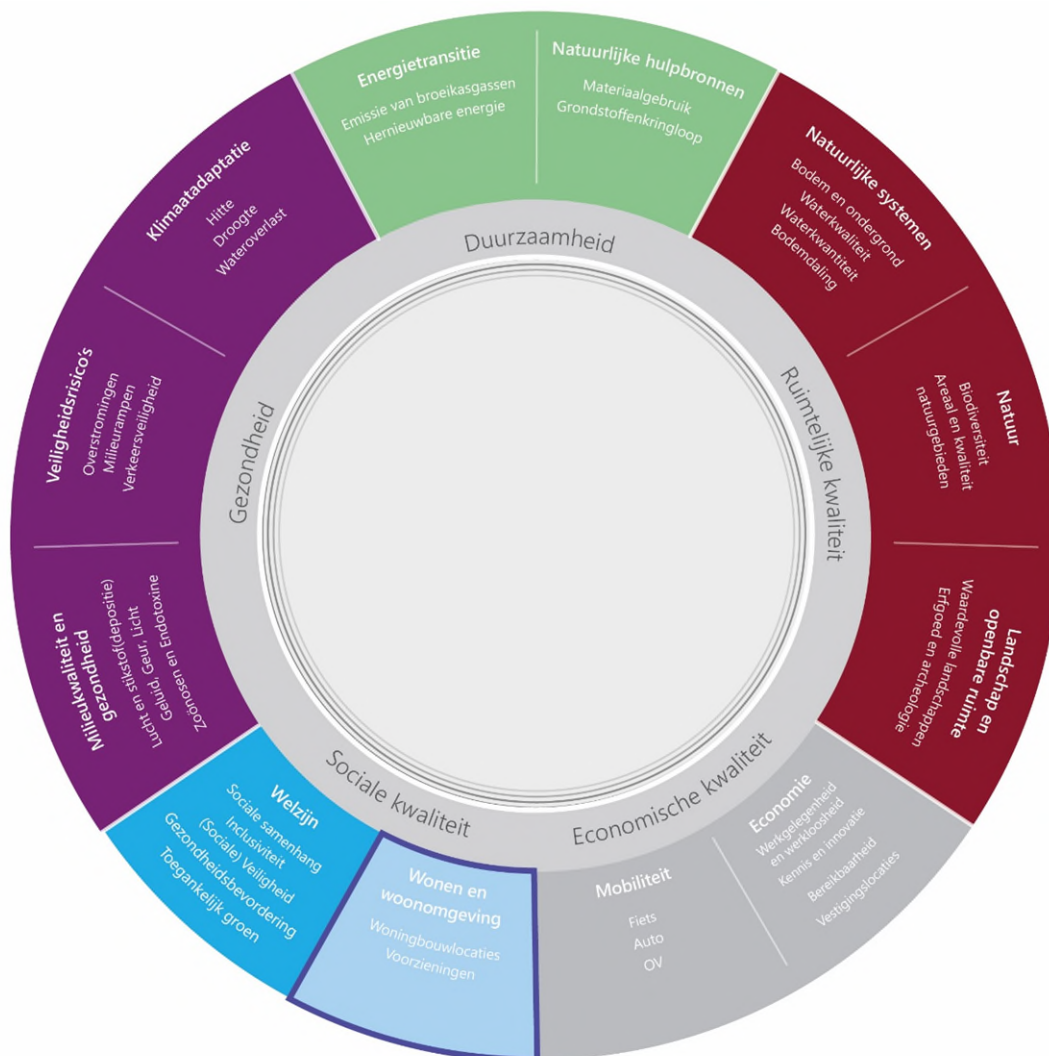 Energietransitie
Emissie van broeikasgassen
Hernieuwbare energie
Natuurlijke hulpbronnen
Materiaalgebruik
Grondstoffenkringloop
Natuurlijke systemen
Bodem en ondergrond
Waterkwaliteit
Waterkwantiteit
Bodemdaling
Natuur
Biodiversiteit
Areaal en kwaliteit
natuurgebieden
Landschap en
openbare ruimte
Waardevolle landschappen
Erfgoed en archeologie
Economie
Werkgelegenheid
en werkloosheid
Kennis en innovatie
Bereikbaarheid
Vestigingslocaties
Mobiliteit
Fiets
Auto
OV
Wonen en
woonomgeving
Woningbouwlocaties
Voorzieningen
Welzijn
Sociale samenhang
Inclusiviteit
(Sociale) Veiligheid
Gezondheidsbevordering
Toegankelijk groen
Milieukwaliteit en
gezondheid
Lucht en stikstof(depositie)
Geluid, Geur, Licht
Zoönosen en Endotoxine
Veiligheidsrisico's
Overstromingen
Milieurampen
Verkeersveiligheid
Klimaatadaptatie
Hitte
Droogte
Wateroverlast
Duurzaamheid
Ruimtelijke kwaliteit
Economische kwaliteit
Sociale kwaliteit
Gezondheid